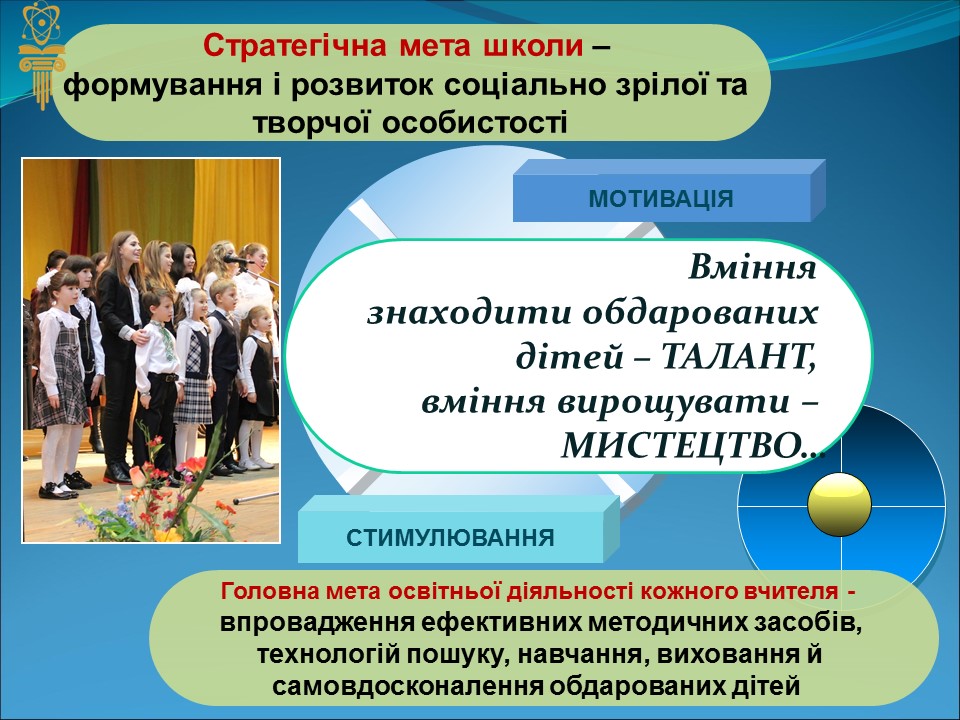 Стратегічна мета школи –
формування і розвиток соціально зрілої та
творчої особистості
МОТИВАЦІЯ
Вміння
знаходити обдарованих
дітей – ТАЛАНТ,
вміння вирощувати –
МИСТЕЦТВО...
СТИМУЛЮВАННЯ
Головна мета освітньої діяльності кожного вчителя -
впровадження ефективних методичних засобів,
технологій пошуку, навчання, виховання й
самовдосконалення обдарованих дітей